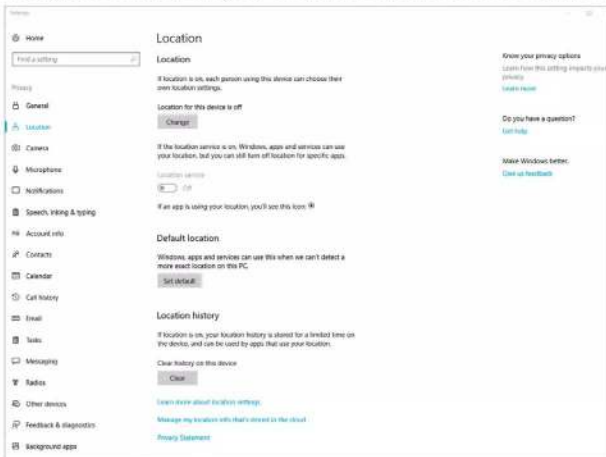 Settings
Home
Find a setting
Privacy
General
Location
Camera
Microphone
Notifications
Speech, inking & typing
Account info
Contacts
Calendar
Call history
Email
Tasks
Messaging
Radios
Other devices
Feedback & diagnostics
Background apps
Location
Location
If location is on, each person using this device can choose their
own location settings.
Location for this device is off
Change
If the location service is on, Windows, apps and services can use
your location, but you can still turn off location for specific apps.
Location service
Off
If an app is using your location, you'll see this icon:
Default location
Windows, apps and services can use this when we can't detect a
more exact location on this PC.
Set default
Location history
If location is on, your location history is stored for a limited time on
the device, and can be used by apps that use your location.
Clear history on this device
Clear
Learn more about location settings
Manage my location info that's stored in the cloud
Privacy Statement
Know your privacy options
Learn how this setting impacts your
privacy.
Learn more
Do you have a question?
Get help
Make Windows better.
Give us feedback